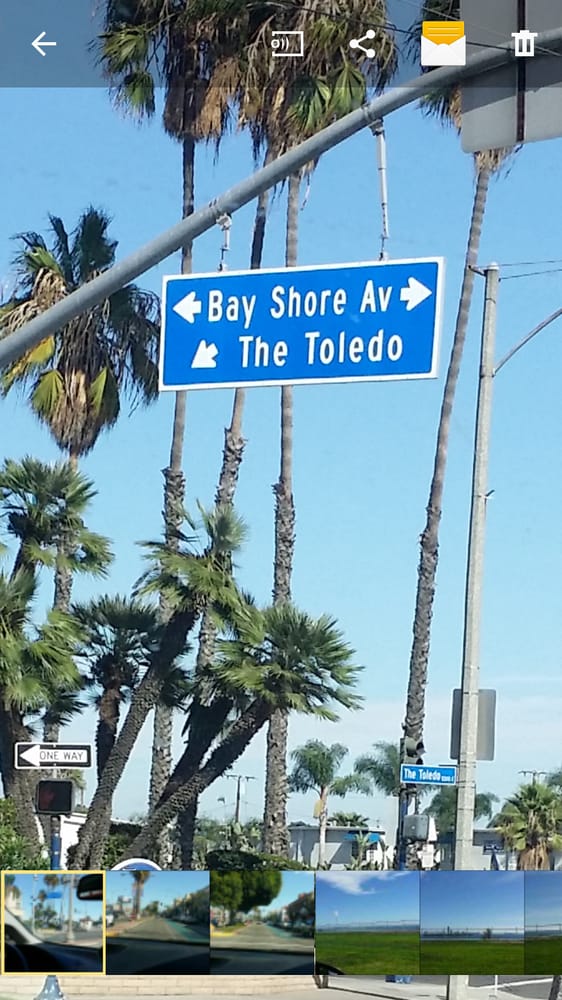 Bay Shore Av
The Toledo
ONE WAY
The Toledo